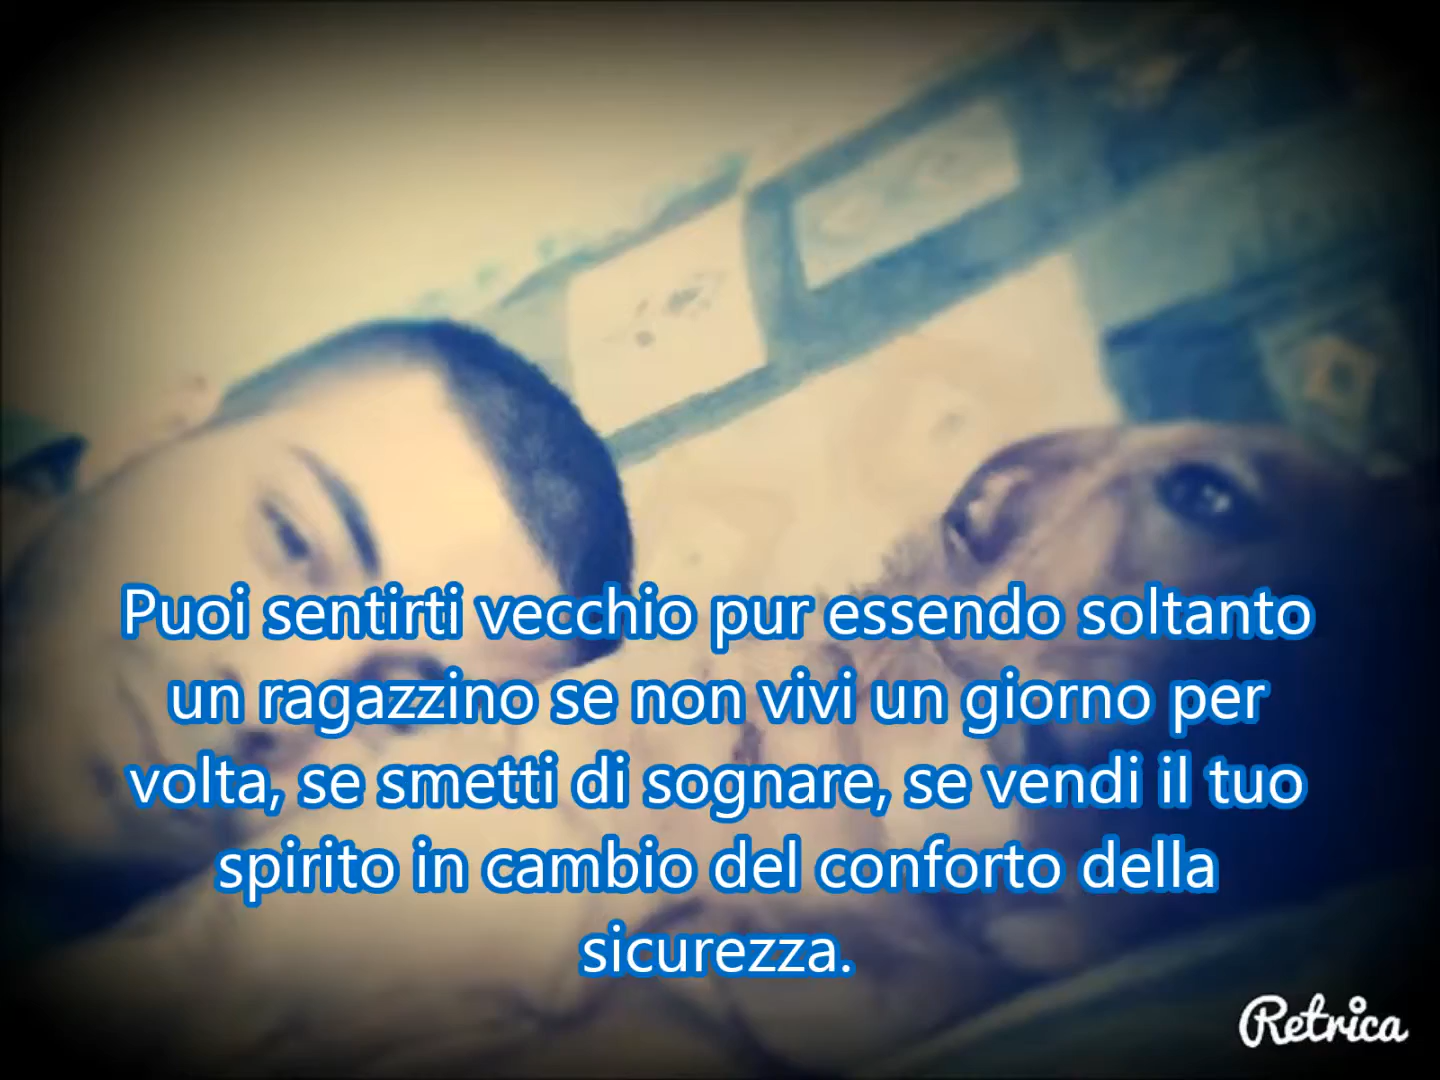 Puoi sentirti vecchio pur essendo soltanto
un ragazzino se non vivi un giorno per
volta, se smetti di sognare, se vendi il tuo
spirito in cambio del conforto della
sicurezza.
Retrica